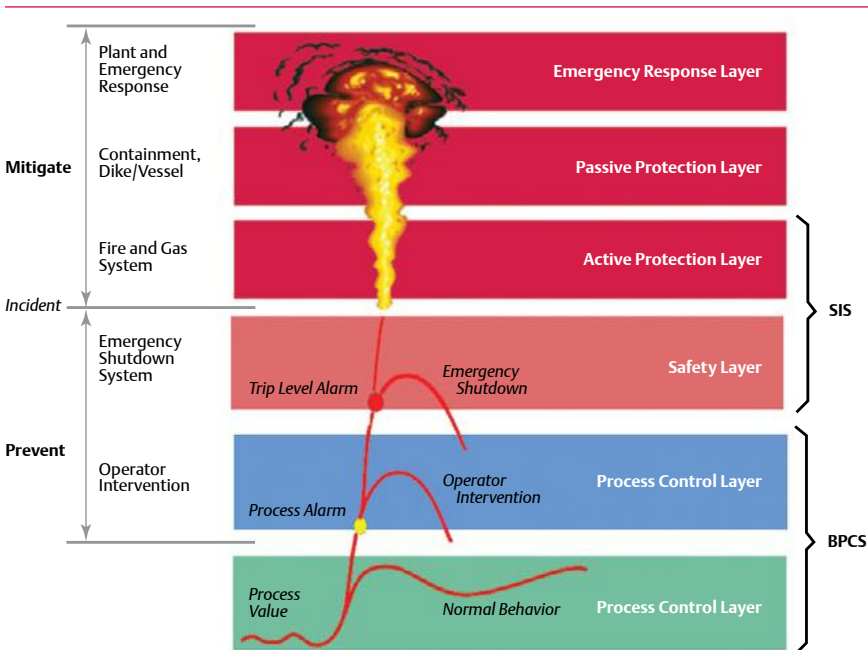 Plant and
Emergency
Response
Emergency Response Layer
Mitigate
Containment,
Dike/Vessel
Passive Protection Layer
Fire and Gas
System
Active Protection Layer
SIS
Incident
Emergency
Shutdown
System
Trip Level Alarm
Emergency
Shutdown
Safety Layer
Prevent
Operator
Intervention
Process Alarm
Operator
Intervention
Process Control Layer
BPCS
Process
Value
Normal Behavior
Process Control Layer